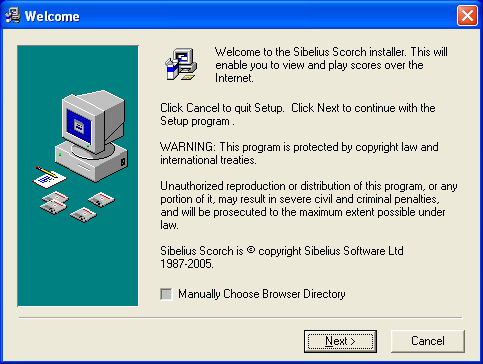 Welcome
Welcome to the Sibelius Scorch installer. This will
enable you to view and play scores over the
Internet.
Click Cancel to quit Setup.  Click Next to continue with the
Setup program .
WARNING: This program is protected by copyright law and
international treaties.
Unauthorized reproduction or distribution of this program, or any
portion of it, may result in severe civil and criminal penalties,
and will be prosecuted to the maximum extent possible under
law.
Sibelius Scorch is © copyright Sibelius Software Ltd
1987-2005.
Manually Choose Browser Directory
Next >
Cancel